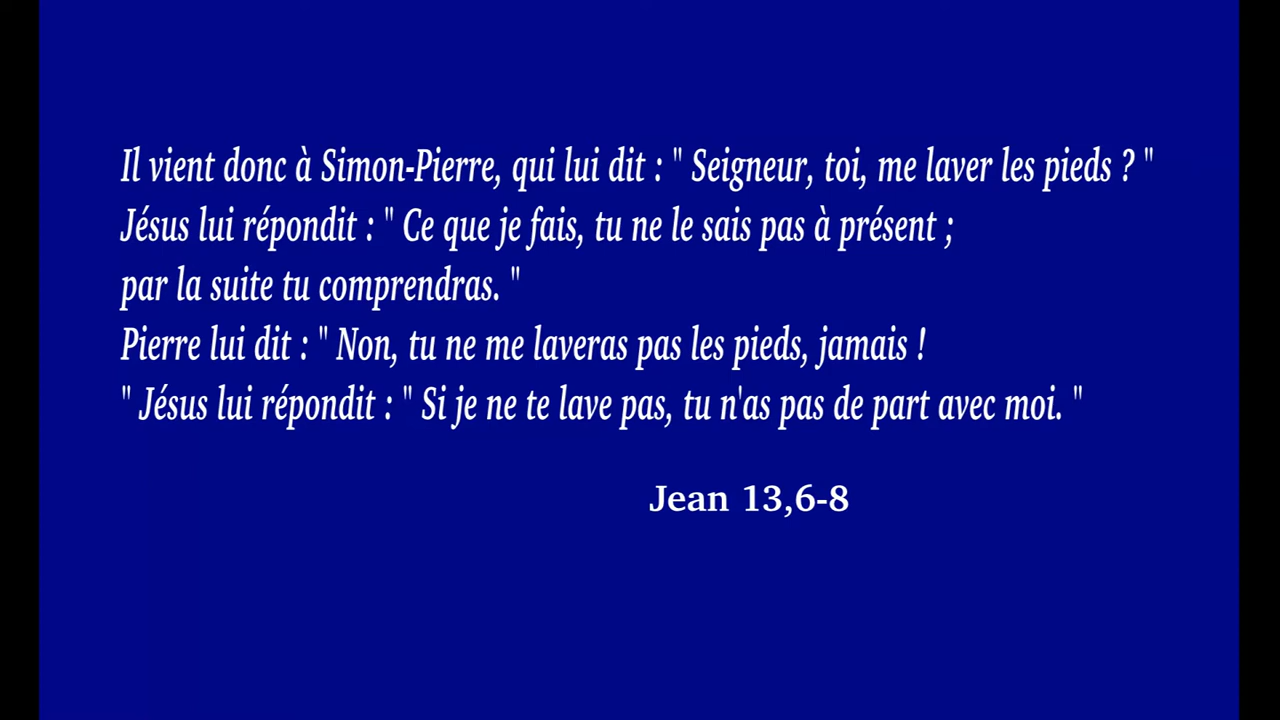 Il vient donc à Simon-Pierre, qui lui dit : " Seigneur, toi, me laver les pieds ? "
Jésus lui répondit : " Ce que je fais, tu ne le sais pas à présent ;
par la suite tu comprendras. "
Pierre lui dit : " Non, tu ne me laveras pas les pieds, jamais !
" Jésus lui répondit : " Si je ne te lave pas, tu n'as pas de part avec moi. "
Jean 13,6-8